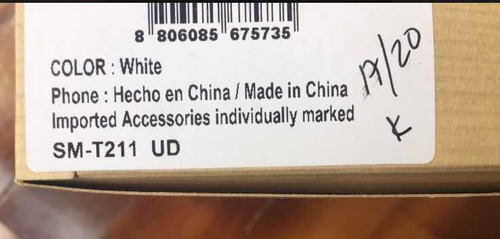 8 806085 675735
COLOR : White
Phone : Hecho en China / Made in China
Imported Accessories individually marked
SM-T211 UD
17/20
K